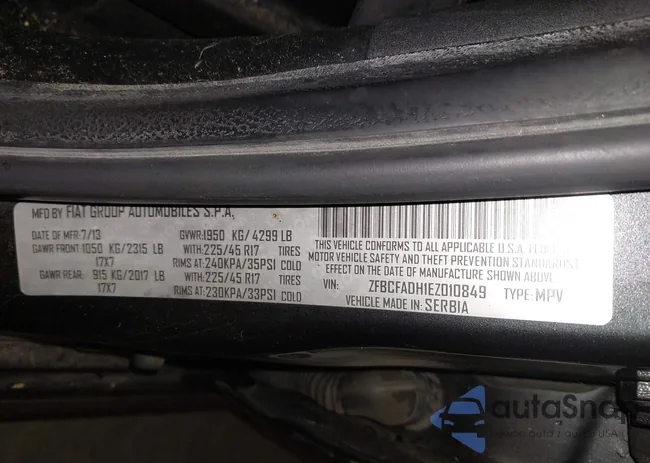 MFD BY FIAT GROUP AUTOMOBILES S.P.A.
DATE OF MFR 7/13 GVWR:1950 KG/4299 LB
GAWR FRONT:1050 KG/2315 LB WITH:225/45 R17 TIRES
17X7 RIMS AT:240KPA/35PSI COLD
GAWR REAR: 915 KG/2017 LB WITH:225/45 R17 TIRES
17X7 RIMS AT:230KPA/33PSI COLD
THIS VEHICLE CONFORMS TO ALL APPLICABLE U.S.A. FEDERAL
MOTOR VEHICLE SAFETY AND THEFT PREVENTION STANDARDS IN
EFFECT ON THE DATE OF MANUFACTURE SHOWN ABOVE.
VIN: ZFBCFADH1EZ010849 TYPE:MPV
VEHICLE MADE IN: SERBIA
autaSnap